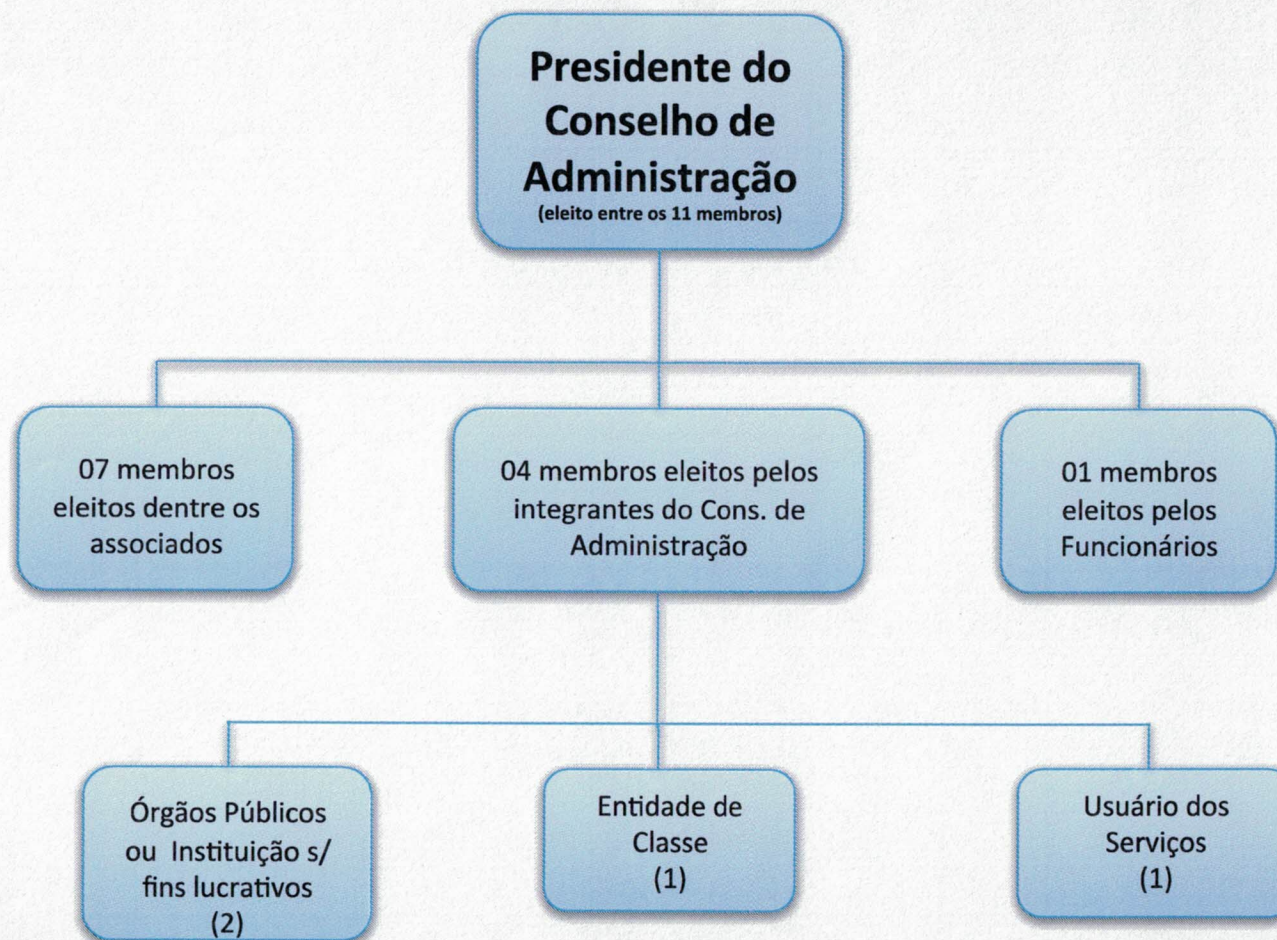 Presidente do
Conselho de
Administração
(eleito entre os 11 membros)
07 membros
eleitos dentre os
associados
04 membros eleitos pelos
integrantes do Cons. de
Administração
01 membros
eleitos pelos
Funcionários
Órgãos Públicos
ou Instituição s/
fins lucrativos
(2)
Entidade de
Classe
(1)
Usuário dos
Serviços
(1)